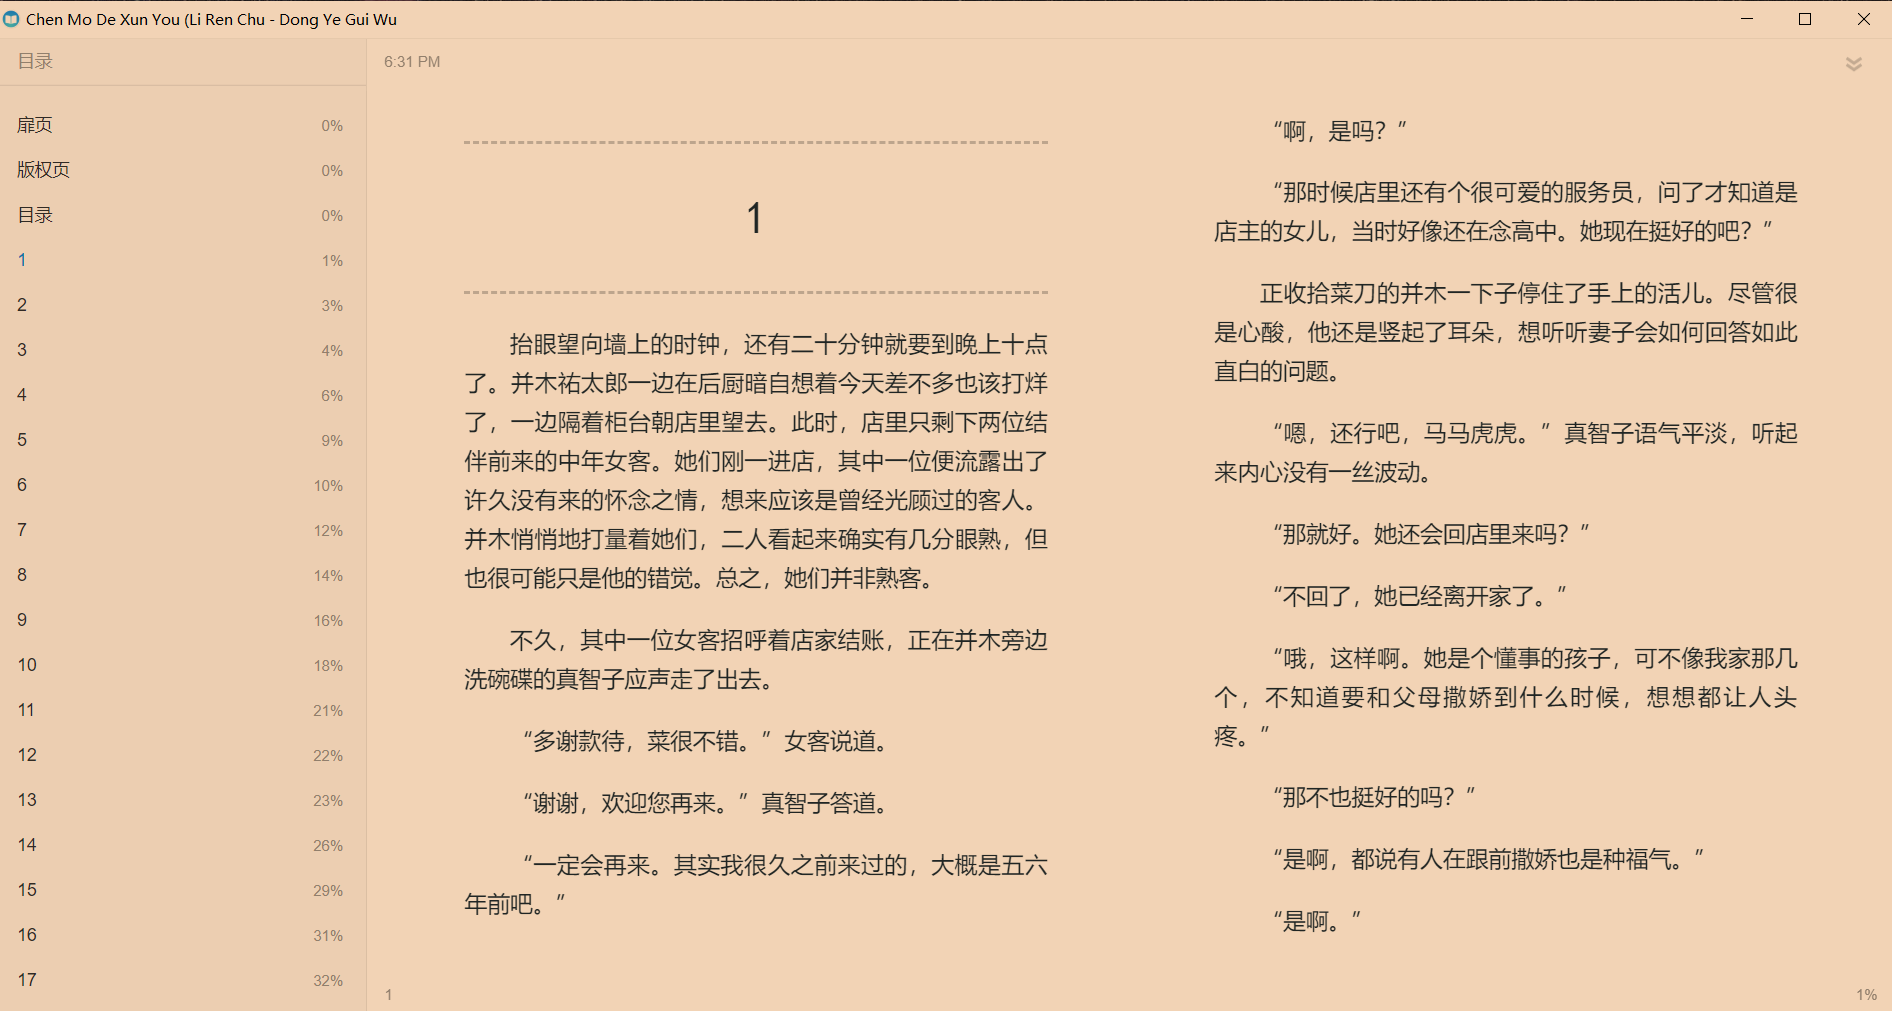 Chen Mo De Xun You (Li Ren Chu - Dong Ye Gui Wu
目录
扉页 0%
版权页 0%
目录 0%
1 1%
2 3%
3 4%
4 6%
5 9%
6 10%
7 12%
8 14%
9 16%
10 18%
11 21%
12 22%
13 23%
14 26%
15 29%
16 31%
17 32%
6:31 PM
1
抬眼望向墙上的时钟，还有二十分钟就要到晚上十点
了。并木祐太郎一边在后厨暗自想着今天差不多也该打烊
了，一边隔着柜台朝店里望去。此时，店里只剩下两位结
伴前来的中年女客。她们刚一进店，其中一位便流露出了
许久没有来的怀念之情，想来应该是曾经光顾过的客人。
并木悄悄地打量着她们，二人看起来确实有几分眼熟，但
也很可能只是他的错觉。总之，她们并非熟客。
不久，其中一位女客招呼着店家结账，正在并木旁边
洗碗碟的真智子应声走了出去。
“多谢款待，菜很不错。”女客说道。
“谢谢，欢迎您再来。”真智子答道。
“一定会再来。其实我很久之前来过的，大概是五六
年前吧。”
“啊，是吗？”
“那时候店里还有个很可爱的服务员，问了才知道是
店主的女儿，当时好像还在念高中。她现在挺好的吧？”
正收拾菜刀的并木一下子停住了手上的活儿。尽管很
是心酸，他还是竖起了耳朵，想听听妻子会如何回答如此
直白的问题。
“嗯，还行吧，马马虎虎。”真智子语气平淡，听起
来内心没有一丝波动。
“那就好。她还会回店里来吗？”
“不回了，她已经离开家了。”
“哦，这样啊。她是个懂事的孩子，可不像我家那几
个，不知道要和父母撒娇到什么时候，想想都让人头
疼。”
“那不也挺好的吗？”
“是啊，都说有人在跟前撒娇也是种福气。”
“是啊。”
1
1%